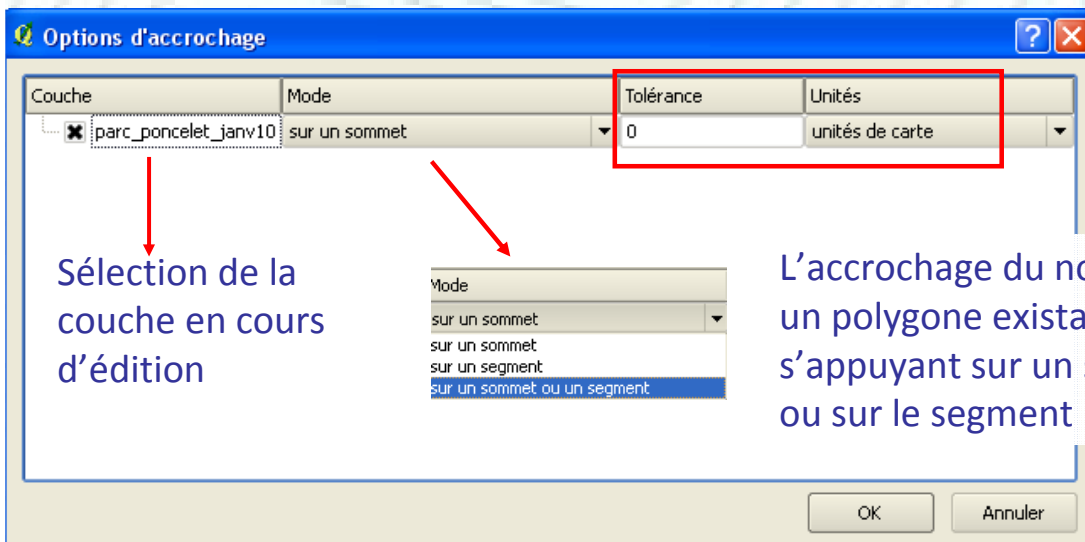 Options d'accrochage
Couche Mode Tolérance Unités
parc_poncelet_janv10 sur un sommet 0 unités de carte
Sélection de la
couche en cours
d'édition
Mode
sur un sommet
sur un sommet
sur un segment
sur un sommet ou un segment
L'accrochage du
un polygone
s'appuyant sur un
ou sur le segment
OK Annuler